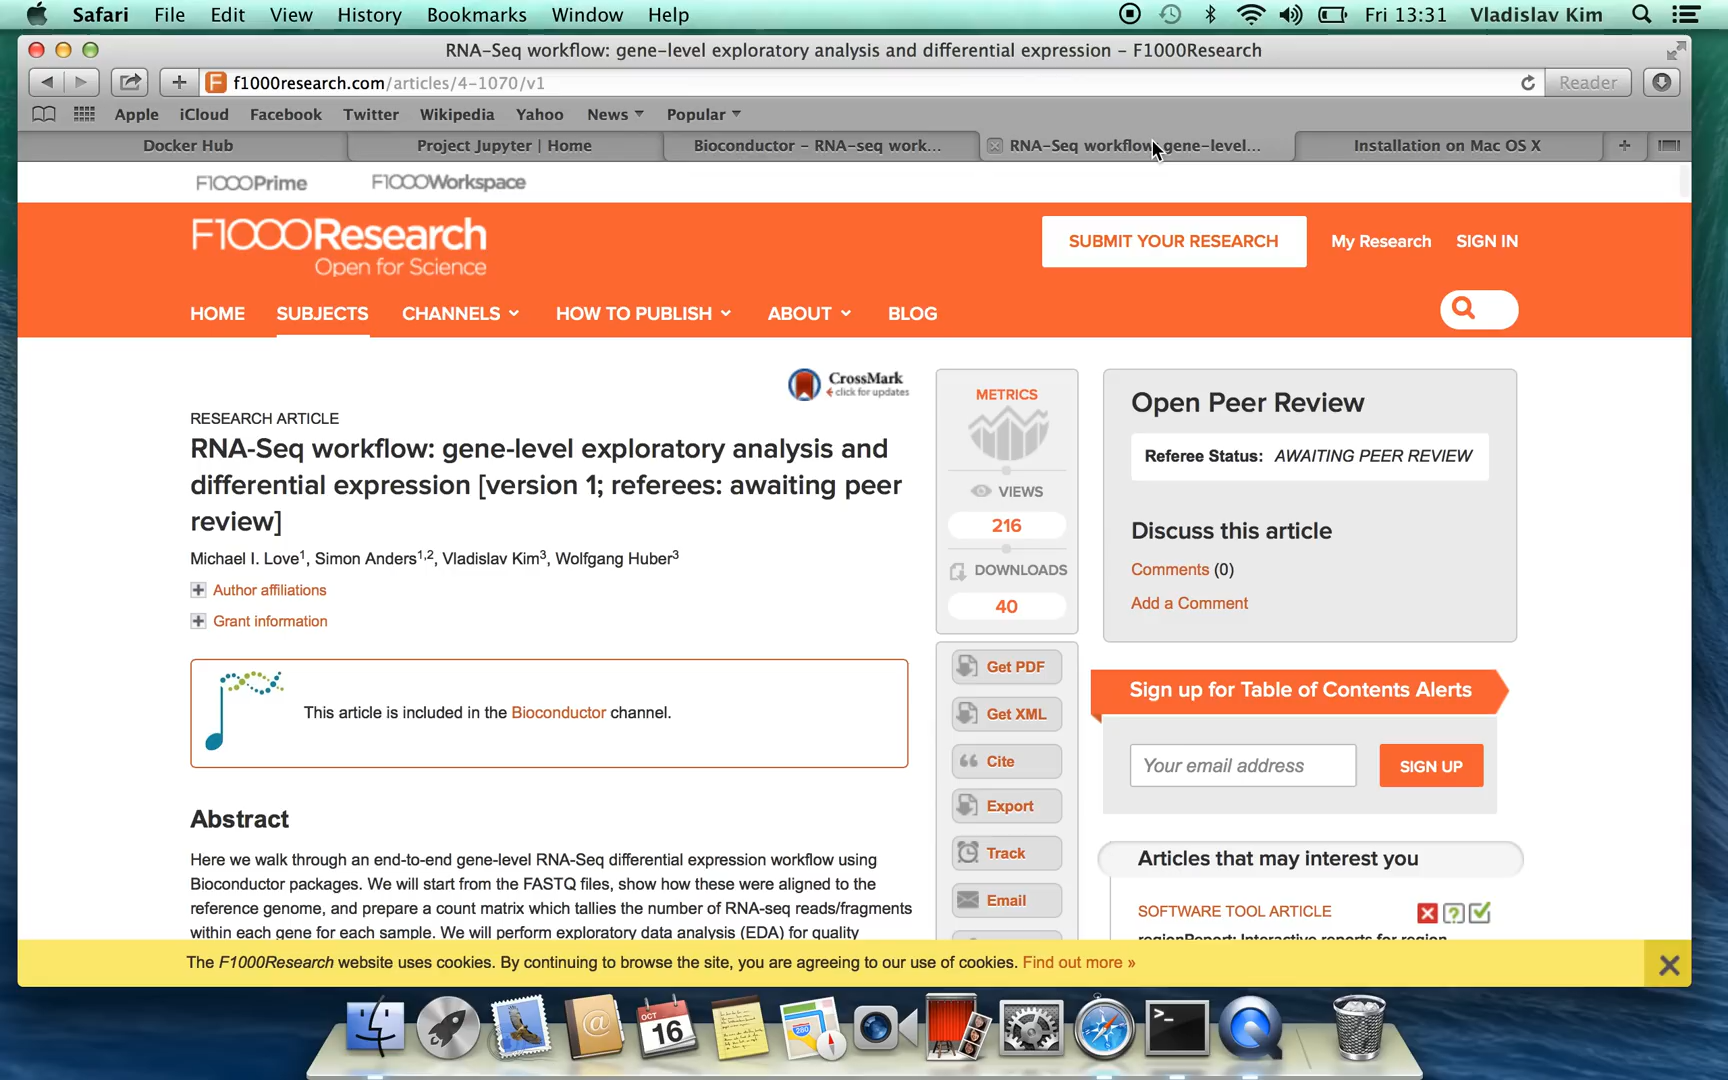 Safari File Edit View History Bookmarks Window Help Fri 13:31 Vladislav Kim
RNA-Seq workflow: gene-level exploratory analysis and differential expression – F1000Research
f1000research.com/articles/4-1070/v1 Reader
Apple iCloud Facebook Twitter Wikipedia Yahoo News Popular
Docker Hub Project Jupyter | Home Bioconductor – RNA-seq work... RNA-Seq workflow: gene-level... Installation on Mac OS X
F1000Prime F1000Workspace
F1000Research
Open for Science
SUBMIT YOUR RESEARCH My Research SIGN IN
HOME SUBJECTS CHANNELS HOW TO PUBLISH ABOUT BLOG
CrossMark
click for updates
RESEARCH ARTICLE
RNA-Seq workflow: gene-level exploratory analysis and
differential expression [version 1; referees: awaiting peer
review]
Michael I. Love1, Simon Anders1,2, Vladislav Kim3, Wolfgang Huber3
Author affiliations
Grant information
This article is included in the Bioconductor channel.
Abstract
Here we walk through an end-to-end gene-level RNA-Seq differential expression workflow using
Bioconductor packages. We will start from the FASTQ files, show how these were aligned to the
reference genome, and prepare a count matrix which tallies the number of RNA-seq reads/fragments
within each gene for each sample. We will perform exploratory data analysis (EDA) for quality
METRICS
VIEWS
216
DOWNLOADS
40
Get PDF
Get XML
Cite
Export
Track
Email
Open Peer Review
Referee Status: AWAITING PEER REVIEW
Discuss this article
Comments (0)
Add a Comment
Sign up for Table of Contents Alerts
Your email address SIGN UP
Articles that may interest you
SOFTWARE TOOL ARTICLE
regionReport: Interactive reports for region
The F1000Research website uses cookies. By continuing to browse the site, you are agreeing to our use of cookies. Find out more »
OCT
16
280